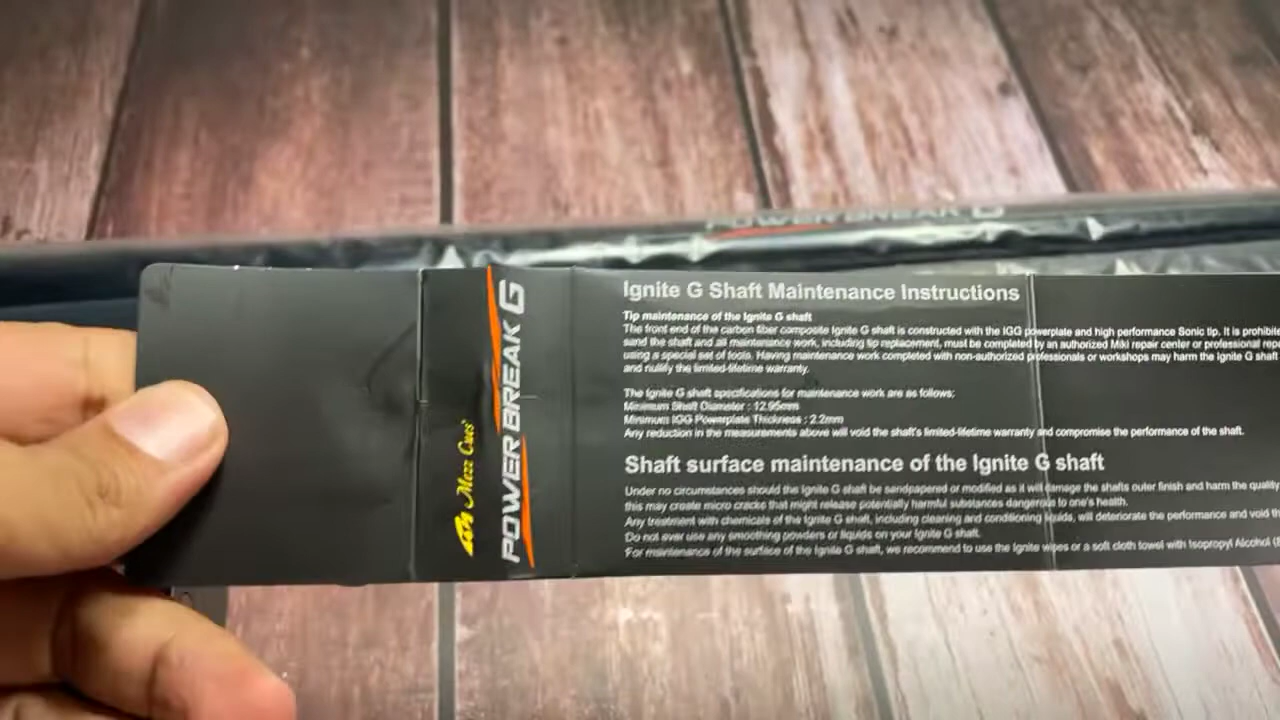 POWER BREAK G
Mezz Cues
POWER BREAK G
Ignite G Shaft Maintenance Instructions
Tip maintenance of the Ignite G shaft
The front end of the carbon fiber composite Ignite G shaft is constructed with the IGG powerplate and high performance Sonic tip. It is
sand the shaft and all maintenance work, including tip replacement, must be completed by an authorized Miki repair center or professional
using a special set of tools. Having maintenance work completed with non-authorized professionals or workshops may harm the Ignite G shaft
and nullify the limited-lifetime warranty.
The Ignite G shaft specifications for maintenance work are as follows:
Minimum Shaft Diameter : 12.95mm
Minimum IGG Powerplate Thickness : 2.2mm
Any reduction in the measurements above will void the shaft's limited-lifetime warranty and compromise the performance of the shaft.
Shaft surface maintenance of the Ignite G shaft
Under no circumstances should the Ignite G shaft be sandpapered or modified as it will damage the shafts outer finish and harm the quality
this may create micro cracks that might release potentially harmful substances dangerous to one's health.
Any treatment with chemicals of the Ignite G shaft, including cleaning and conditioning liquids, will deteriorate the performance and void
Do not ever use any smoothing powders or liquids on your Ignite G shaft.
For maintenance of the surface of the Ignite G shaft, we recommend to use the Ignite wipes or a soft cloth towel with Isopropyl Alcohol